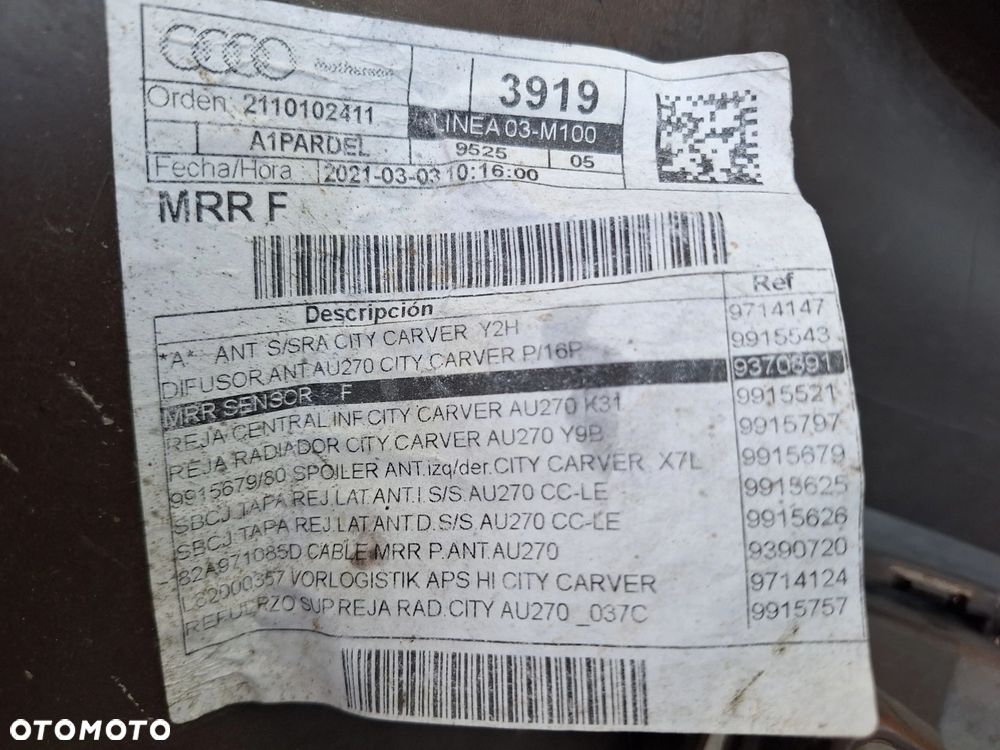 motherson
3919
Orden: 2110102411
LINEA 03-M100
A1PARDEL
9525 05
Fecha/Hora 2021-03-03 10:16:00
MRR F
Descripción Ref
*A* ANT S/SRA CITY CARVER Y2H 9714147
DIFUSOR.ANT.AU270 CITY CARVER P/16P 9915543
MRR SENSOR F 9370891
REJA CENTRAL INF.CITY CARVER AU270 K31 9915521
REJA RADIADOR CITY CARVER AU270 Y9B 9915797
9915679/80 SPOILER ANT.izq/der.CITY CARVER X7L 9915679
SBCJ.TAPA REJ.LAT.ANT.I.S/S.AU270 CC-LE 9915625
SBCJ.TAPA REJ.LAT.ANT.D.S/S.AU270 CC-LE 9915626
82A971085D CABLE MRR P.ANT.AU270 9390720
L82000357 VORLOGISTIK APS HI CITY CARVER 9714124
REFUERZO SUP.REJA RAD.CITY AU270 _037C 9915757
OTOMOTO